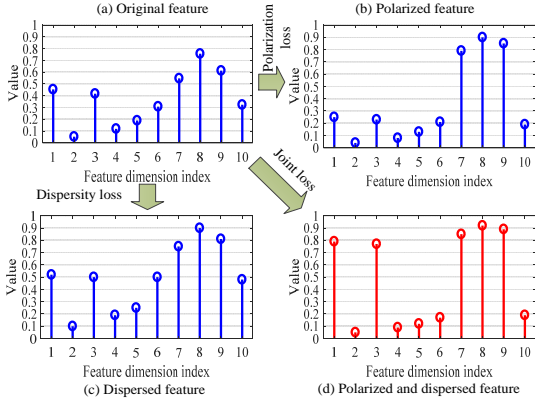 (a) Original feature
(b) Polarized feature
Value
1
0.9
0.8
0.7
0.6
0.5
0.4
0.3
0.2
0.1
0
1 2 3 4 5 6 7 8 9 10
Feature dimension index
Polarization
loss
Value
1
0.9
0.8
0.7
0.6
0.5
0.4
0.3
0.2
0.1
0
1 2 3 4 5 6 7 8 9 10
Feature dimension index
Dispersity loss
Joint loss
Value
1
0.9
0.8
0.7
0.6
0.5
0.4
0.3
0.2
0.1
0
1 2 3 4 5 6 7 8 9 10
Feature dimension index
(c) Dispersed feature
Value
1
0.9
0.8
0.7
0.6
0.5
0.4
0.3
0.2
0.1
0
1 2 3 4 5 6 7 8 9 10
Feature dimension index
(d) Polarized and dispersed feature